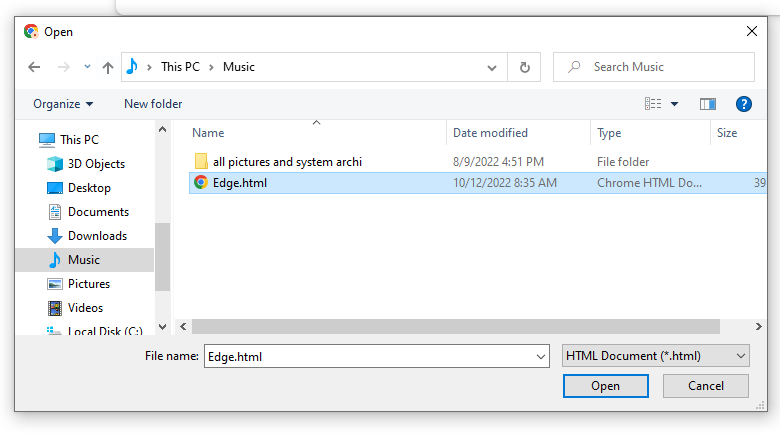 Open
This PC > Music
Search Music
Organize
New folder
?
Name
Date modified
Type
Size
all pictures and system archi
8/9/2022 4:51 PM
File folder
Edge.html
10/12/2022 8:35 AM
Chrome HTML Do...
39
This PC
3D Objects
Desktop
Documents
Downloads
Music
Pictures
Videos
Local Disk (C:)
File name:
Edge.html
HTML Document (*.html)
Open
Cancel